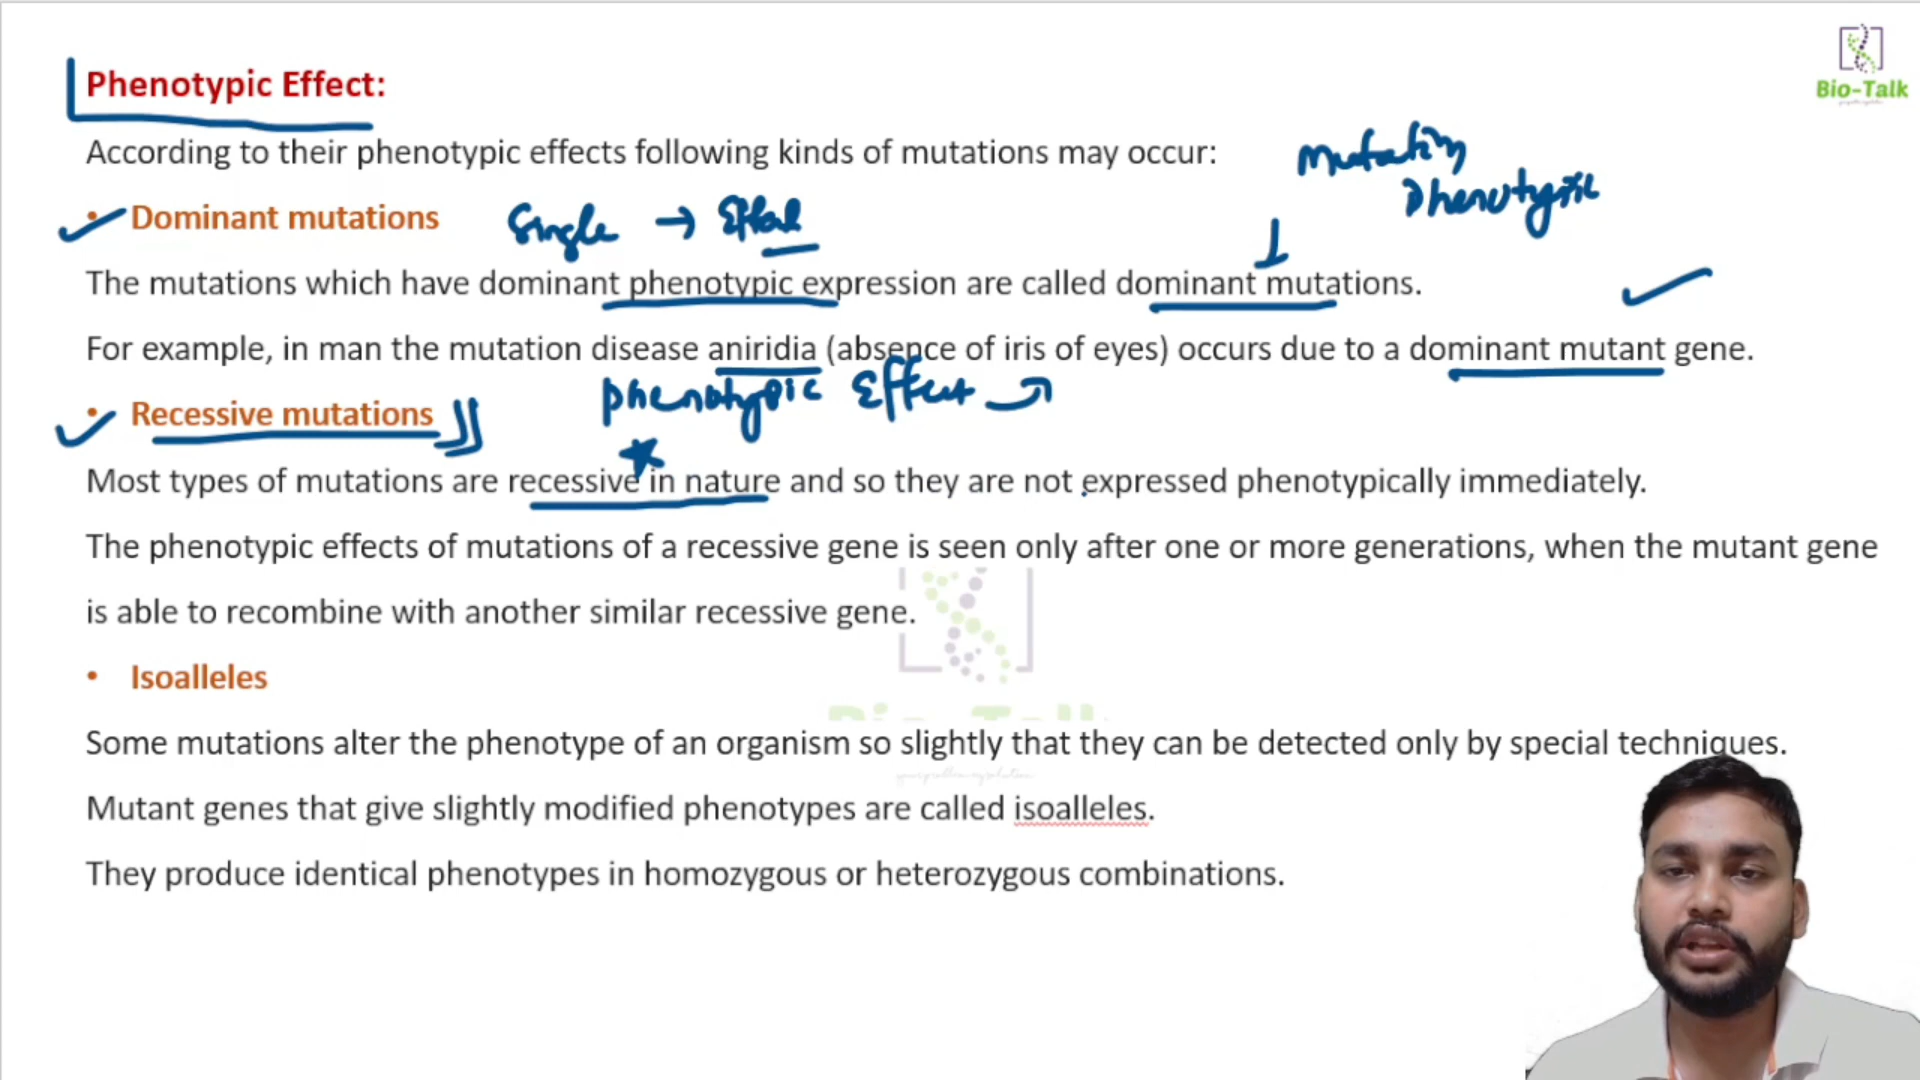 Phenotypic Effect:
Bio-Talk
According to their phenotypic effects following kinds of mutations may occur:
Mutation
Phenotypic
Dominant mutations
Single → Effect
The mutations which have dominant phenotypic expression are called dominant mutations.
For example, in man the mutation disease aniridia (absence of iris of eyes) occurs due to a dominant mutant gene.
Phenotypic Effect
Recessive mutations
Most types of mutations are recessive in nature and so they are not expressed phenotypically immediately.
The phenotypic effects of mutations of a recessive gene is seen only after one or more generations, when the mutant gene
is able to recombine with another similar recessive gene.
Isoalleles
Some mutations alter the phenotype of an organism so slightly that they can be detected only by special techniques.
Mutant genes that give slightly modified phenotypes are called isoalleles.
They produce identical phenotypes in homozygous or heterozygous combinations.